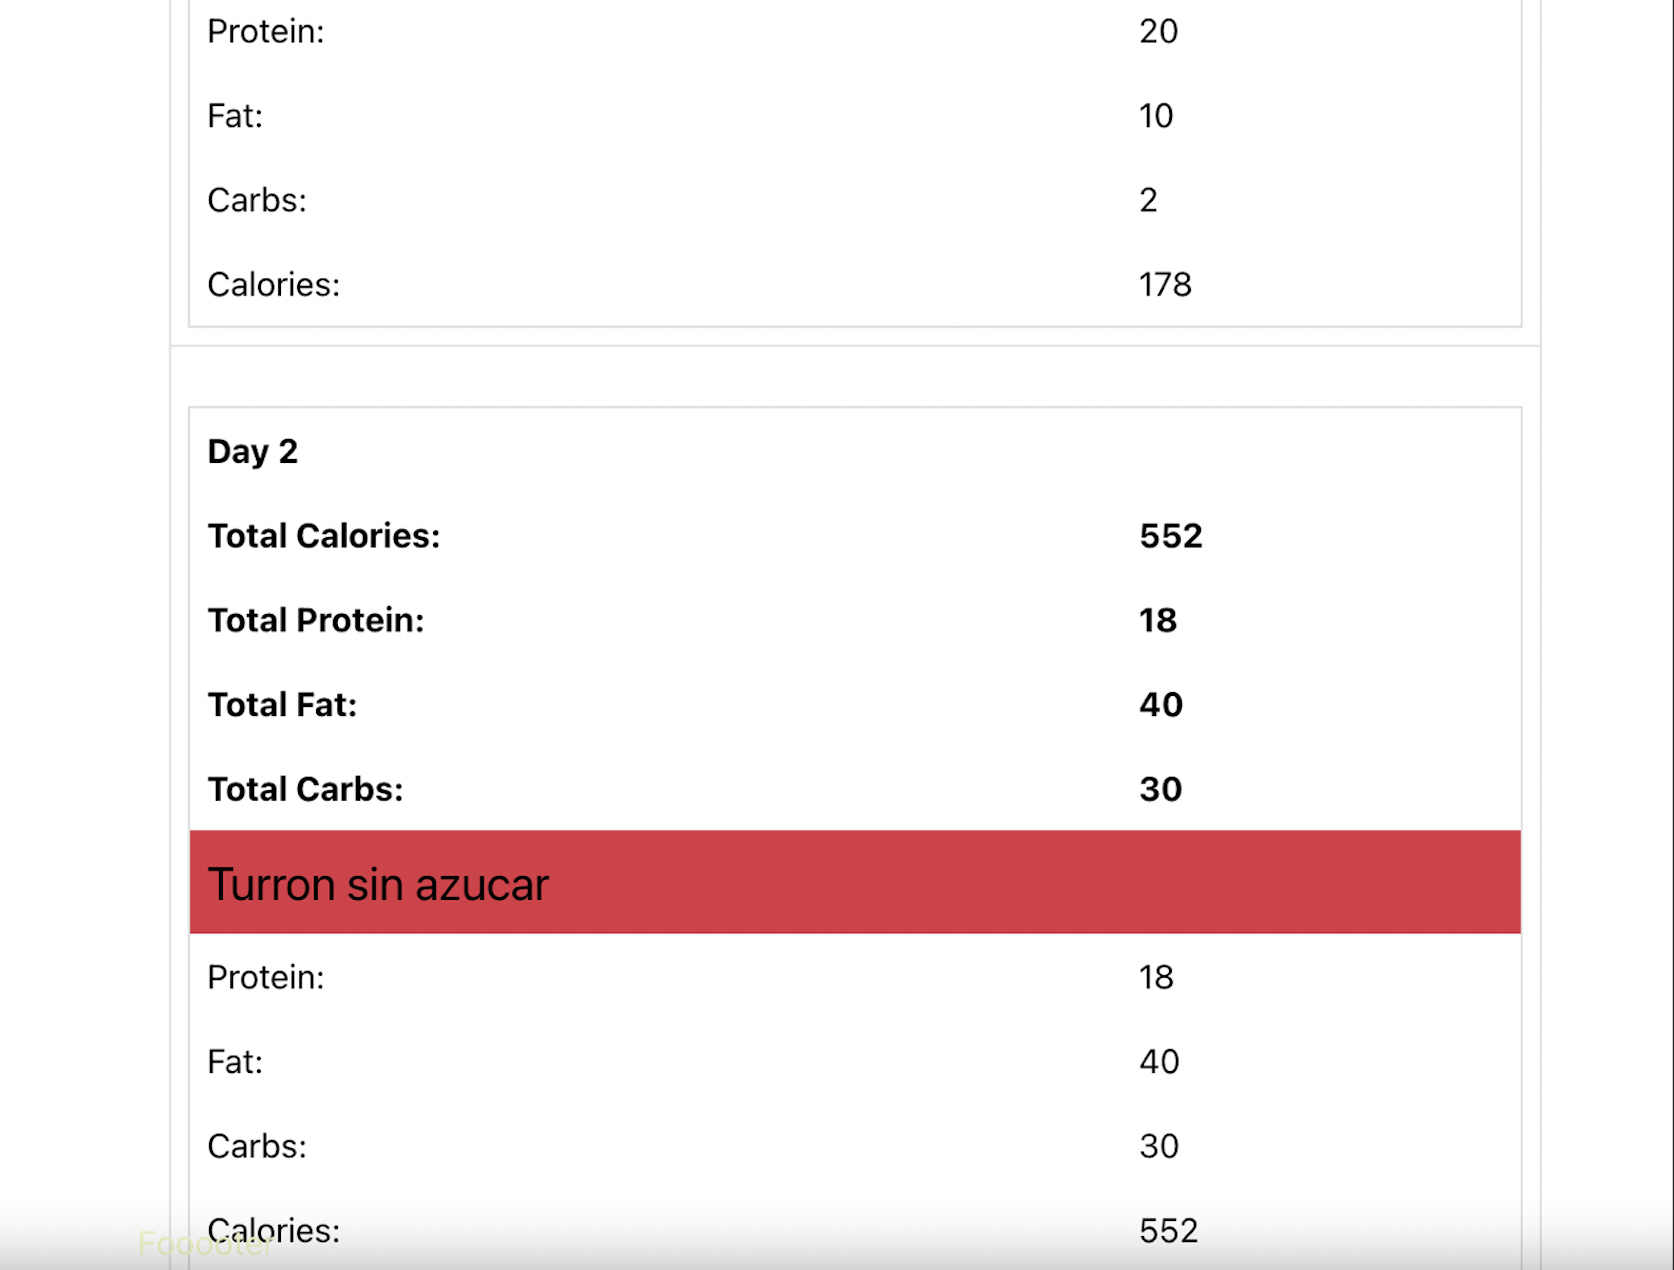 Protein: 20
Fat: 10
Carbs: 2
Calories: 178
Day 2
Total Calories: 552
Total Protein: 18
Total Fat: 40
Total Carbs: 30
Turron sin azucar
Protein: 18
Fat: 40
Carbs: 30
Calories: 552
Fooooter